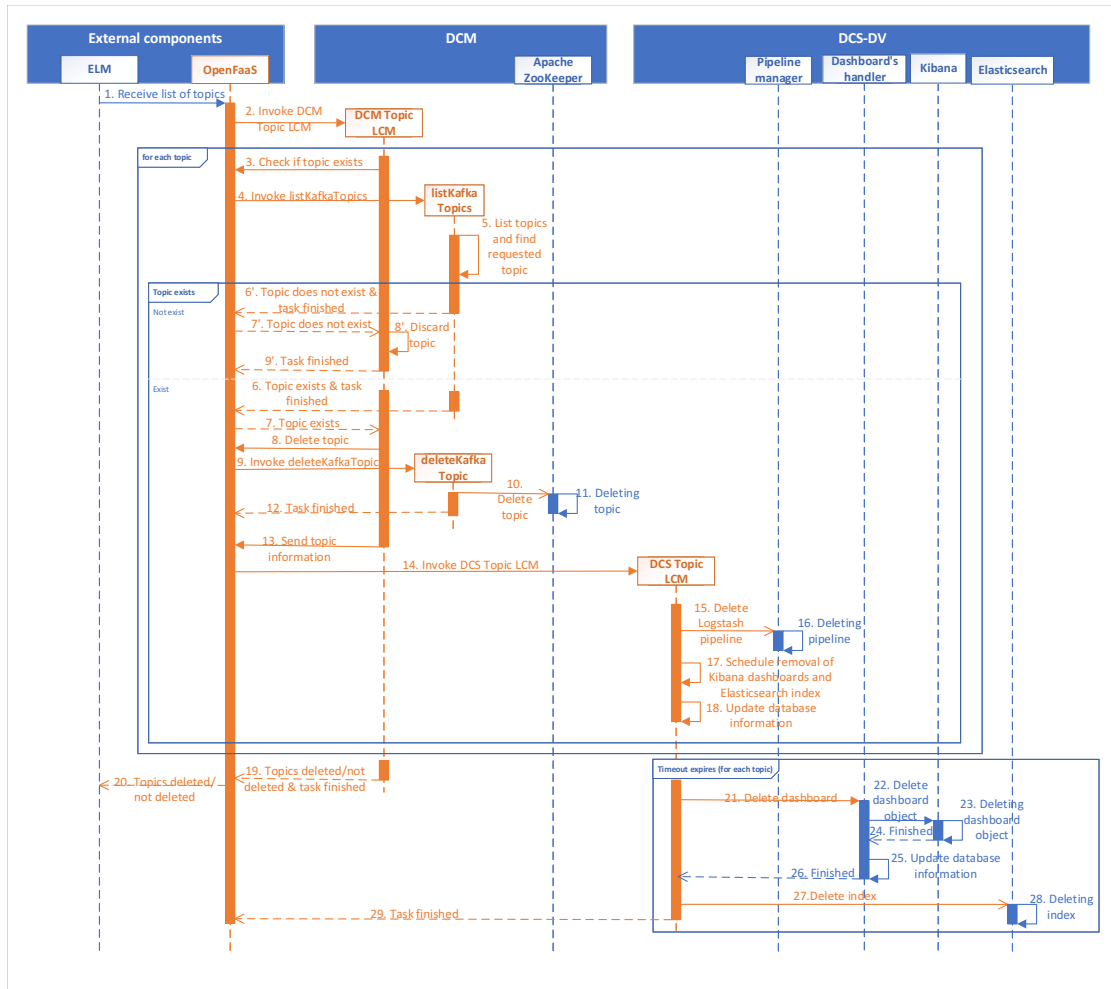 External components
DCM
DCS-DV
ELM
OpenFaaS
Apache
ZooKeeper
Pipeline
manager
Dashboard's
handler
Kibana
Elasticsearch
1. Receive list of topics
2. Invoke DCM
Topic LCM
DCM Topic
LCM
for each topic
3. Check if topic exists
4. Invoke listKafkaTopics
listKafka
Topics
5. List topics
and find
requested
topic
Topic exists
Not exist
6'. Topic does not exist &
task finished
7'. Topic does not exist
8'. Discard
topic
9'. Task finished
Exist
6. Topic exists & task
finished
7. Topic exists
8. Delete topic
9. Invoke deleteKafkaTopic
deleteKafka
Topic
10.
Delete
topic
11. Deleting
topic
12. Task finished
13. Send topic
information
14. Invoke DCS Topic LCM
DCS Topic
LCM
15. Delete
Logstash
pipeline
16. Deleting
pipeline
17. Schedule removal of
Kibana dashboards and
Elasticsearch index
18. Update database
information
19. Topics deleted/not
deleted & task finished
20. Topics deleted/
not deleted
Timeout expires (for each topic)
21. Delete dashboard
22. Delete
dashboard
object
23. Deleting
dashboard
object
24. Finished
25. Update database
information
26. Finished
27.Delete index
28. Deleting
index
29. Task finished